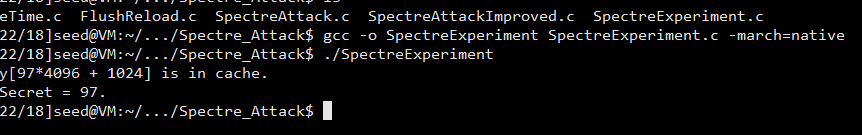 eTime.c  FlushReload.c  SpectreAttack.c  SpectreAttackImproved.c  SpectreExperiment.c
22/18]seed@VM:~/.../Spectre_Attack$ gcc -o SpectreExperiment SpectreExperiment.c -march=native
22/18]seed@VM:~/.../Spectre_Attack$ ./SpectreExperiment
y[97*4096 + 1024] is in cache.
Secret = 97.
22/18]seed@VM:~/.../Spectre_Attack$